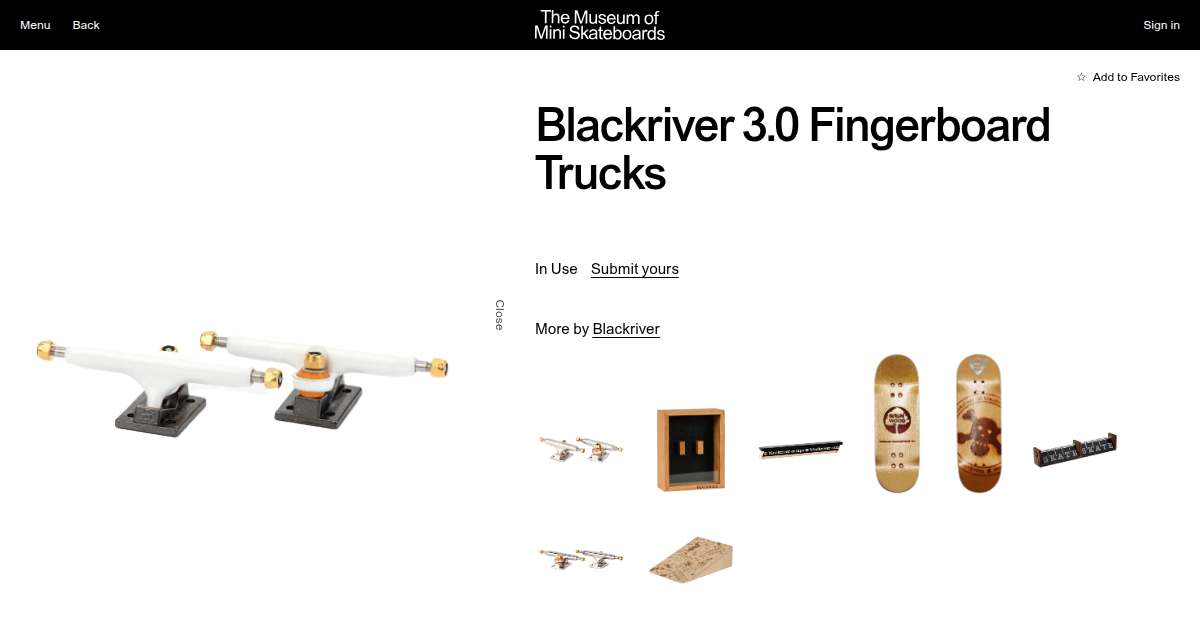 Menu
Back
The Museum of
Mini Skateboards
Sign in
☆ Add to Favorites
Blackriver 3.0 Fingerboard
Trucks
Close
In Use Submit yours
More by Blackriver